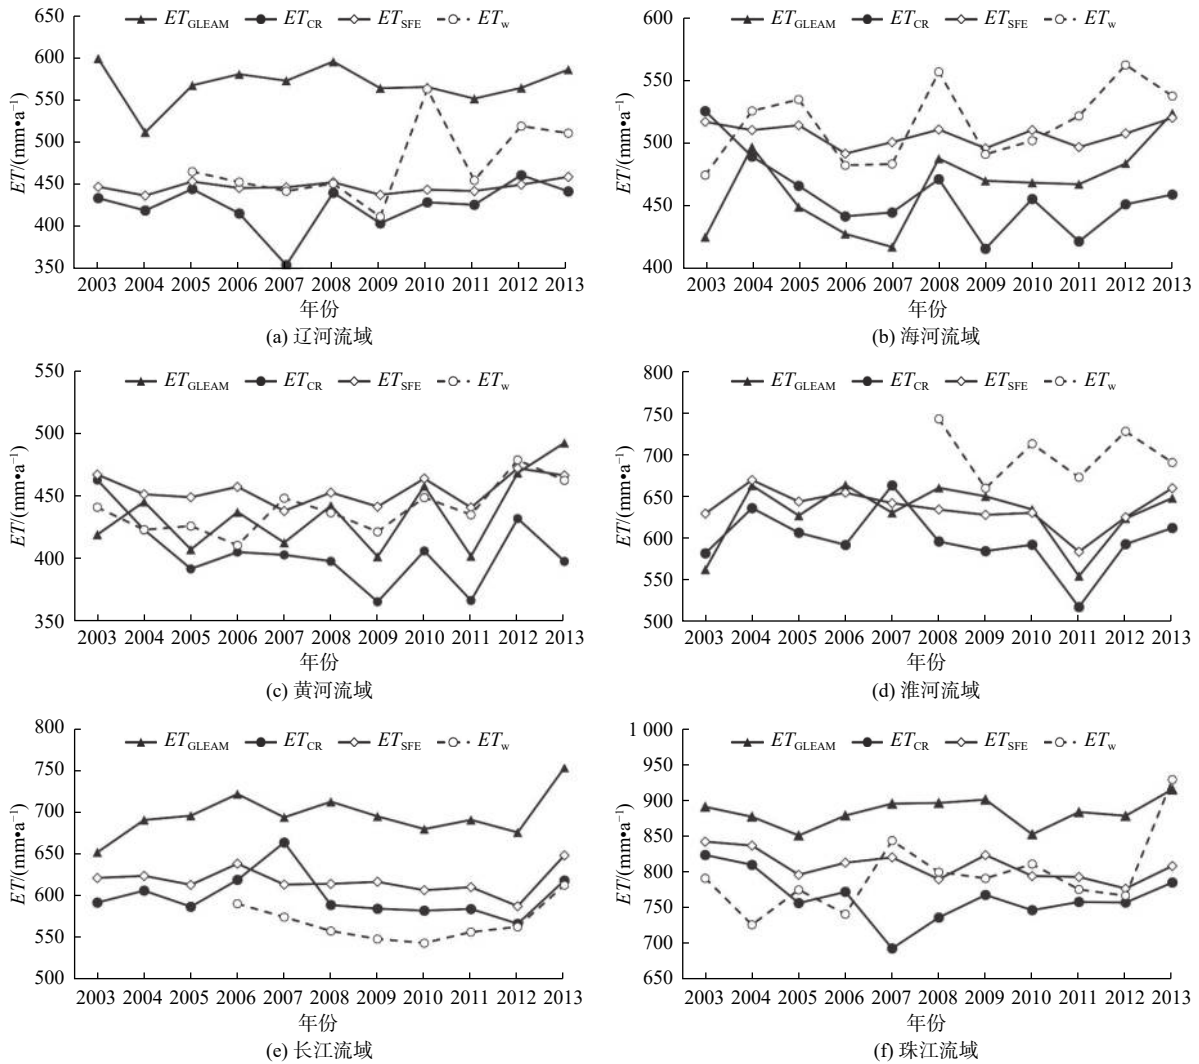 ET_GLEAM ET_CR ET_SFE ET_w
650
600
550
500
450
400
350
ET/(mm•a⁻¹)
2003 2004 2005 2006 2007 2008 2009 2010 2011 2012 2013
年份
(a) 辽河流域
ET_GLEAM ET_CR ET_SFE ET_w
600
550
500
450
400
ET/(mm•a⁻¹)
2003 2004 2005 2006 2007 2008 2009 2010 2011 2012 2013
年份
(b) 海河流域
ET_GLEAM ET_CR ET_SFE ET_w
550
500
450
400
350
ET/(mm•a⁻¹)
2003 2004 2005 2006 2007 2008 2009 2010 2011 2012 2013
年份
(c) 黄河流域
ET_GLEAM ET_CR ET_SFE ET_w
800
750
700
650
600
550
500
ET/(mm•a⁻¹)
2003 2004 2005 2006 2007 2008 2009 2010 2011 2012 2013
年份
(d) 淮河流域
ET_GLEAM ET_CR ET_SFE ET_w
800
750
700
650
600
550
500
ET/(mm•a⁻¹)
2003 2004 2005 2006 2007 2008 2009 2010 2011 2012 2013
年份
(e) 长江流域
ET_GLEAM ET_CR ET_SFE ET_w
1 000
950
900
850
800
750
700
650
ET/(mm•a⁻¹)
2003 2004 2005 2006 2007 2008 2009 2010 2011 2012 2013
年份
(f) 珠江流域